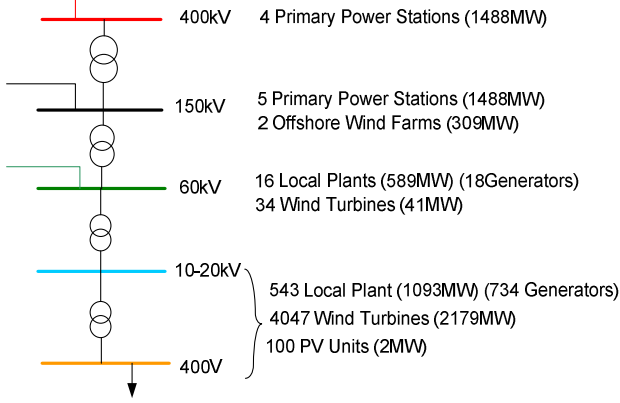 400kV 4 Primary Power Stations (1488MW)
150kV 5 Primary Power Stations (1488MW)
2 Offshore Wind Farms (309MW)
60kV 16 Local Plants (589MW) (18Generators)
34 Wind Turbines (41MW)
10-20kV
543 Local Plant (1093MW) (734 Generators)
4047 Wind Turbines (2179MW)
100 PV Units (2MW)
400V